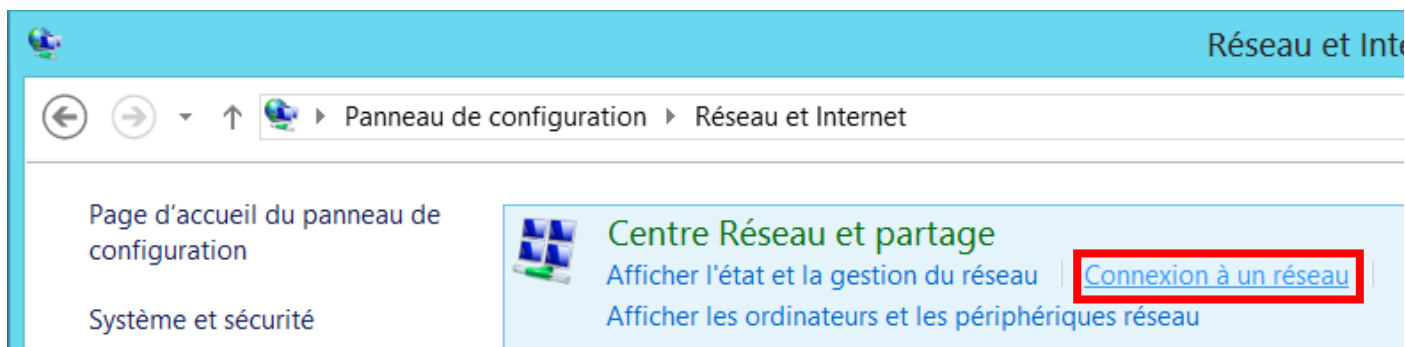 Réseau et Inte
Panneau de configuration Réseau et Internet
Page d'accueil du panneau de
configuration
Système et sécurité
Centre Réseau et partage
Afficher l'état et la gestion du réseau
Connexion à un réseau
Afficher les ordinateurs et les périphériques réseau